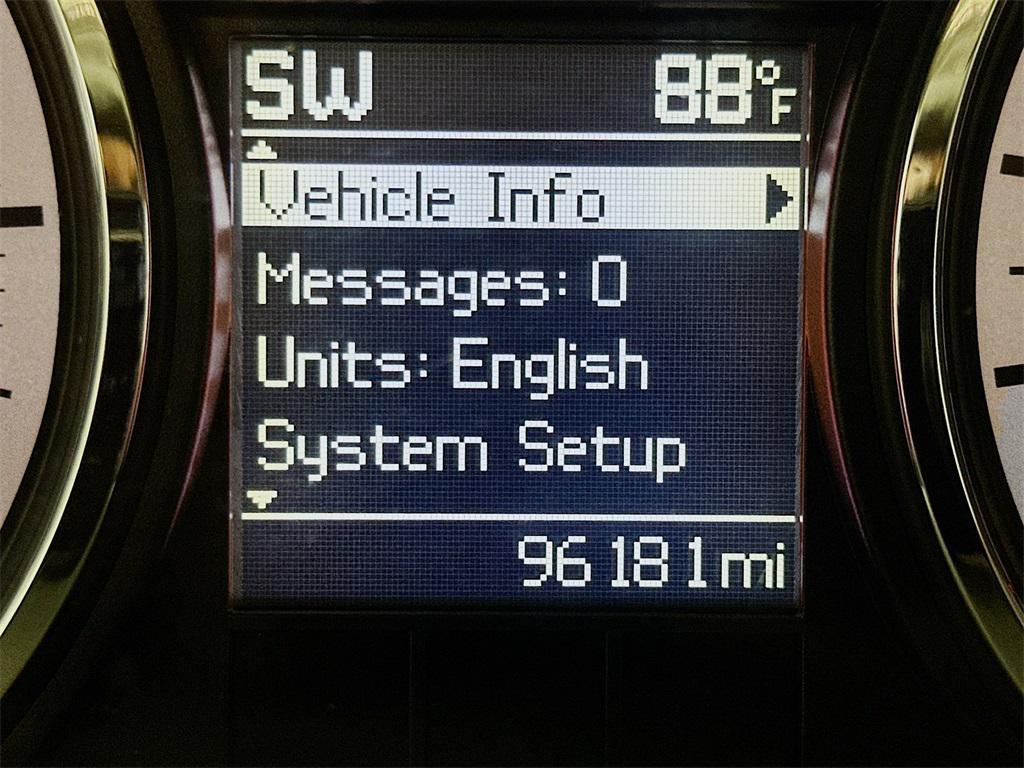 SW 88°F
Vehicle Info
Messages: 0
Units: English
System Setup
96181mi